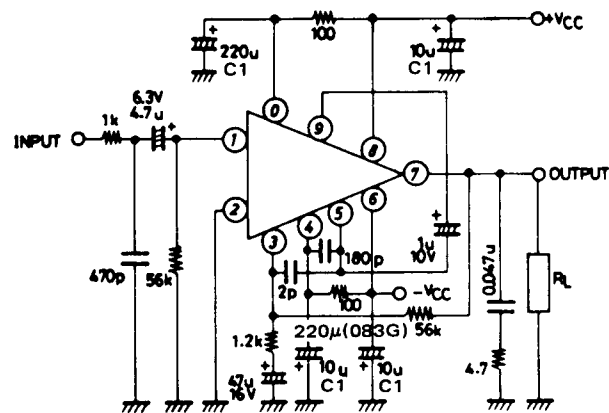 +VCC
220u
C1
100
10u
C1
6.3V
4.7u
1k
INPUT
0
9
1
8
7
OUTPUT
2
6
5
4
3
470p
56k
180p
2p
1u
10V
0.047u
RL
100
-VCC
1.2k
220μ(083G)
56k
47u
16V
10u
C1
10u
C1
4.7